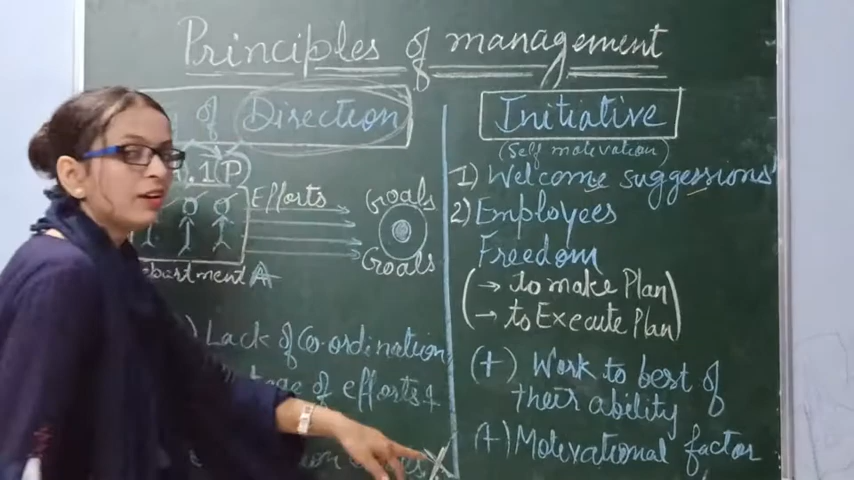 Principles of management
of Direction
1P
Efforts
Goals
Goals
Department A
Lack of Co.ordination
of efforts
Initiative
(Self motivation)
1) Welcome suggessions
2) Employees
Freedom
→ to make Plan
→ to Execute Plan
+) Work to best of
their ability
+) Motivational factor